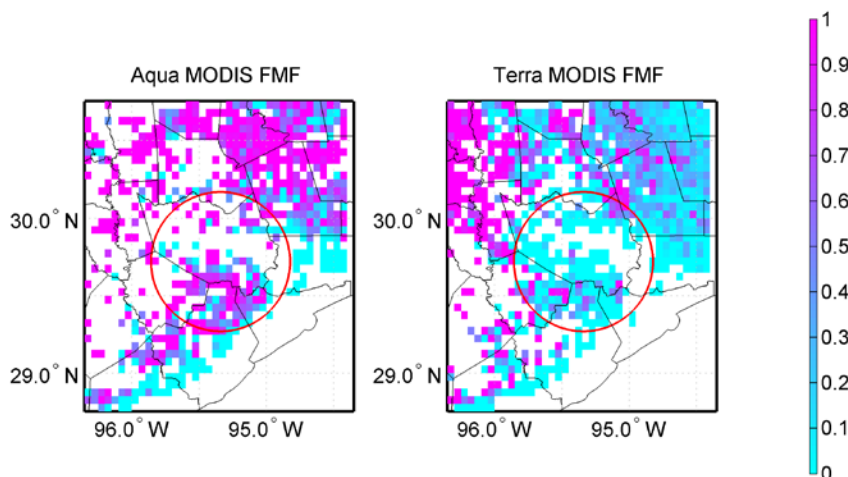 Aqua MODIS FMF
Terra MODIS FMF
30.0° N
29.0° N
96.0° W
95.0° W
30.0° N
29.0° N
96.0° W
95.0° W
1
0.9
0.8
0.7
0.6
0.5
0.4
0.3
0.2
0.1
0